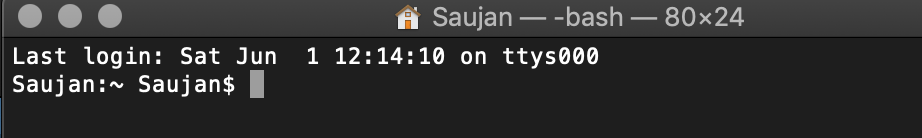 Saujan — -bash — 80×24
Last login: Sat Jun  1 12:14:10 on ttys000
Saujan:~ Saujan$